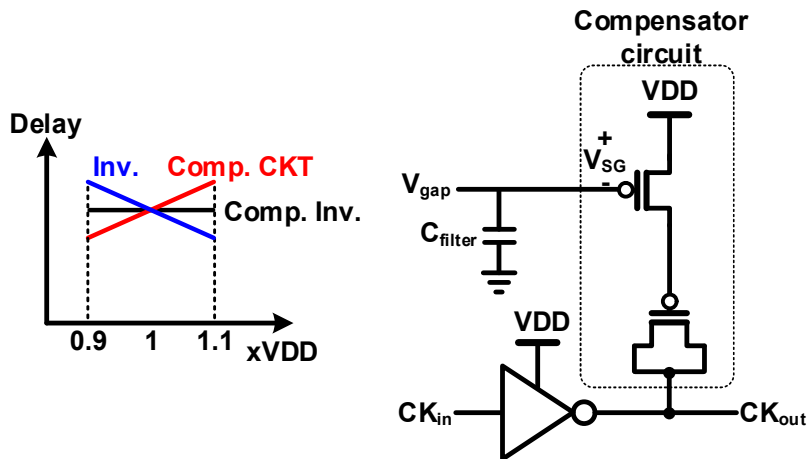 Compensator
circuit
Delay
Inv.
Comp. CKT
Comp. Inv.
0.9
1
1.1
xVDD
VDD
+
VSG
-
Vgap
Cfilter
VDD
CKin
CKout